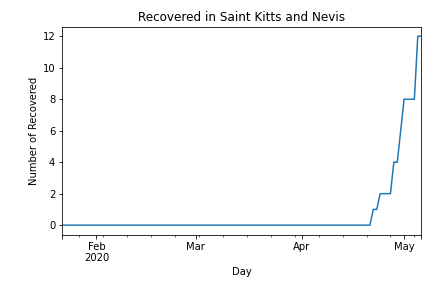 Recovered in Saint Kitts and Nevis
Number of Recovered
12
10
8
6
4
2
0
Feb
2020
Mar
Apr
May
Day